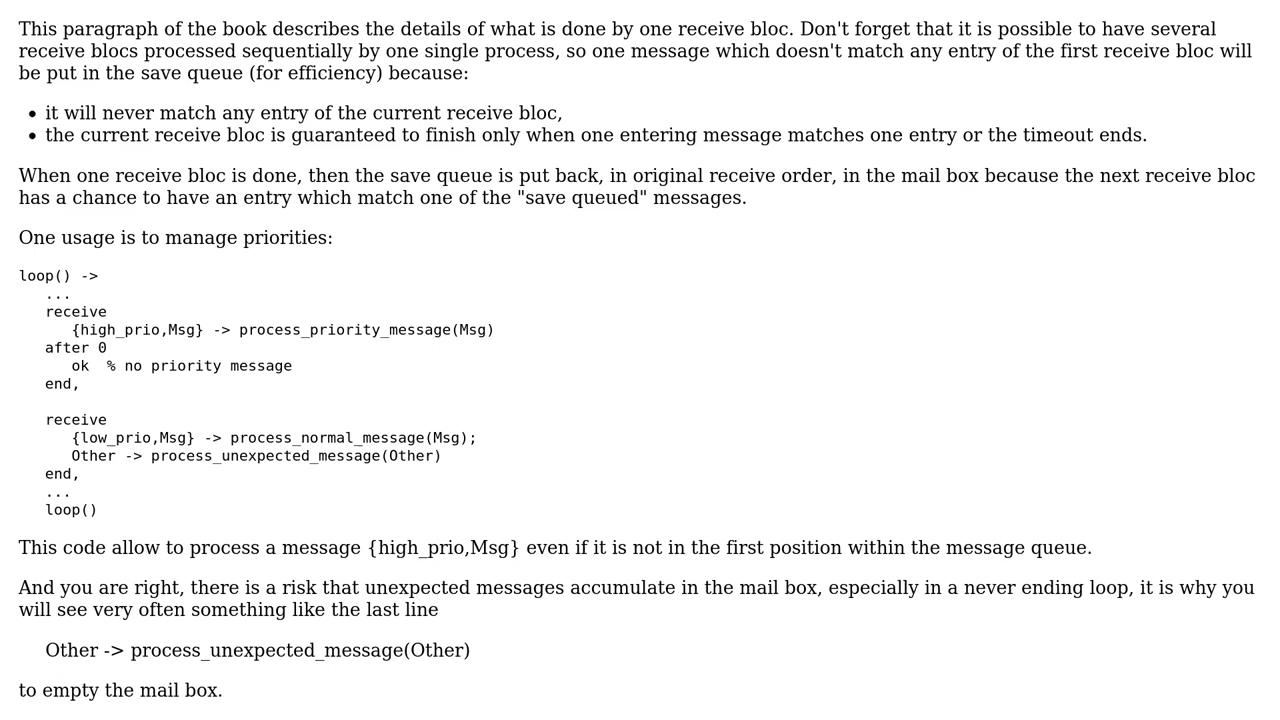 This paragraph of the book describes the details of what is done by one receive bloc. Don't forget that it is possible to have several
receive blocs processed sequentially by one single process, so one message which doesn't match any entry of the first receive bloc will
be put in the save queue (for efficiency) because:
• it will never match any entry of the current receive bloc,
• the current receive bloc is guaranteed to finish only when one entering message matches one entry or the timeout ends.
When one receive bloc is done, then the save queue is put back, in original receive order, in the mail box because the next receive bloc
has a chance to have an entry which match one of the "save queued" messages.
One usage is to manage priorities:
loop() ->
   ...
   receive
      {high_prio,Msg} -> process_priority_message(Msg)
   after 0
      ok  % no priority message
   end,

   receive
      {low_prio,Msg} -> process_normal_message(Msg);
      Other -> process_unexpected_message(Other)
   end,
   ...
   loop()
This code allow to process a message {high_prio,Msg} even if it is not in the first position within the message queue.
And you are right, there is a risk that unexpected messages accumulate in the mail box, especially in a never ending loop, it is why you
will see very often something like the last line
Other -> process_unexpected_message(Other)
to empty the mail box.